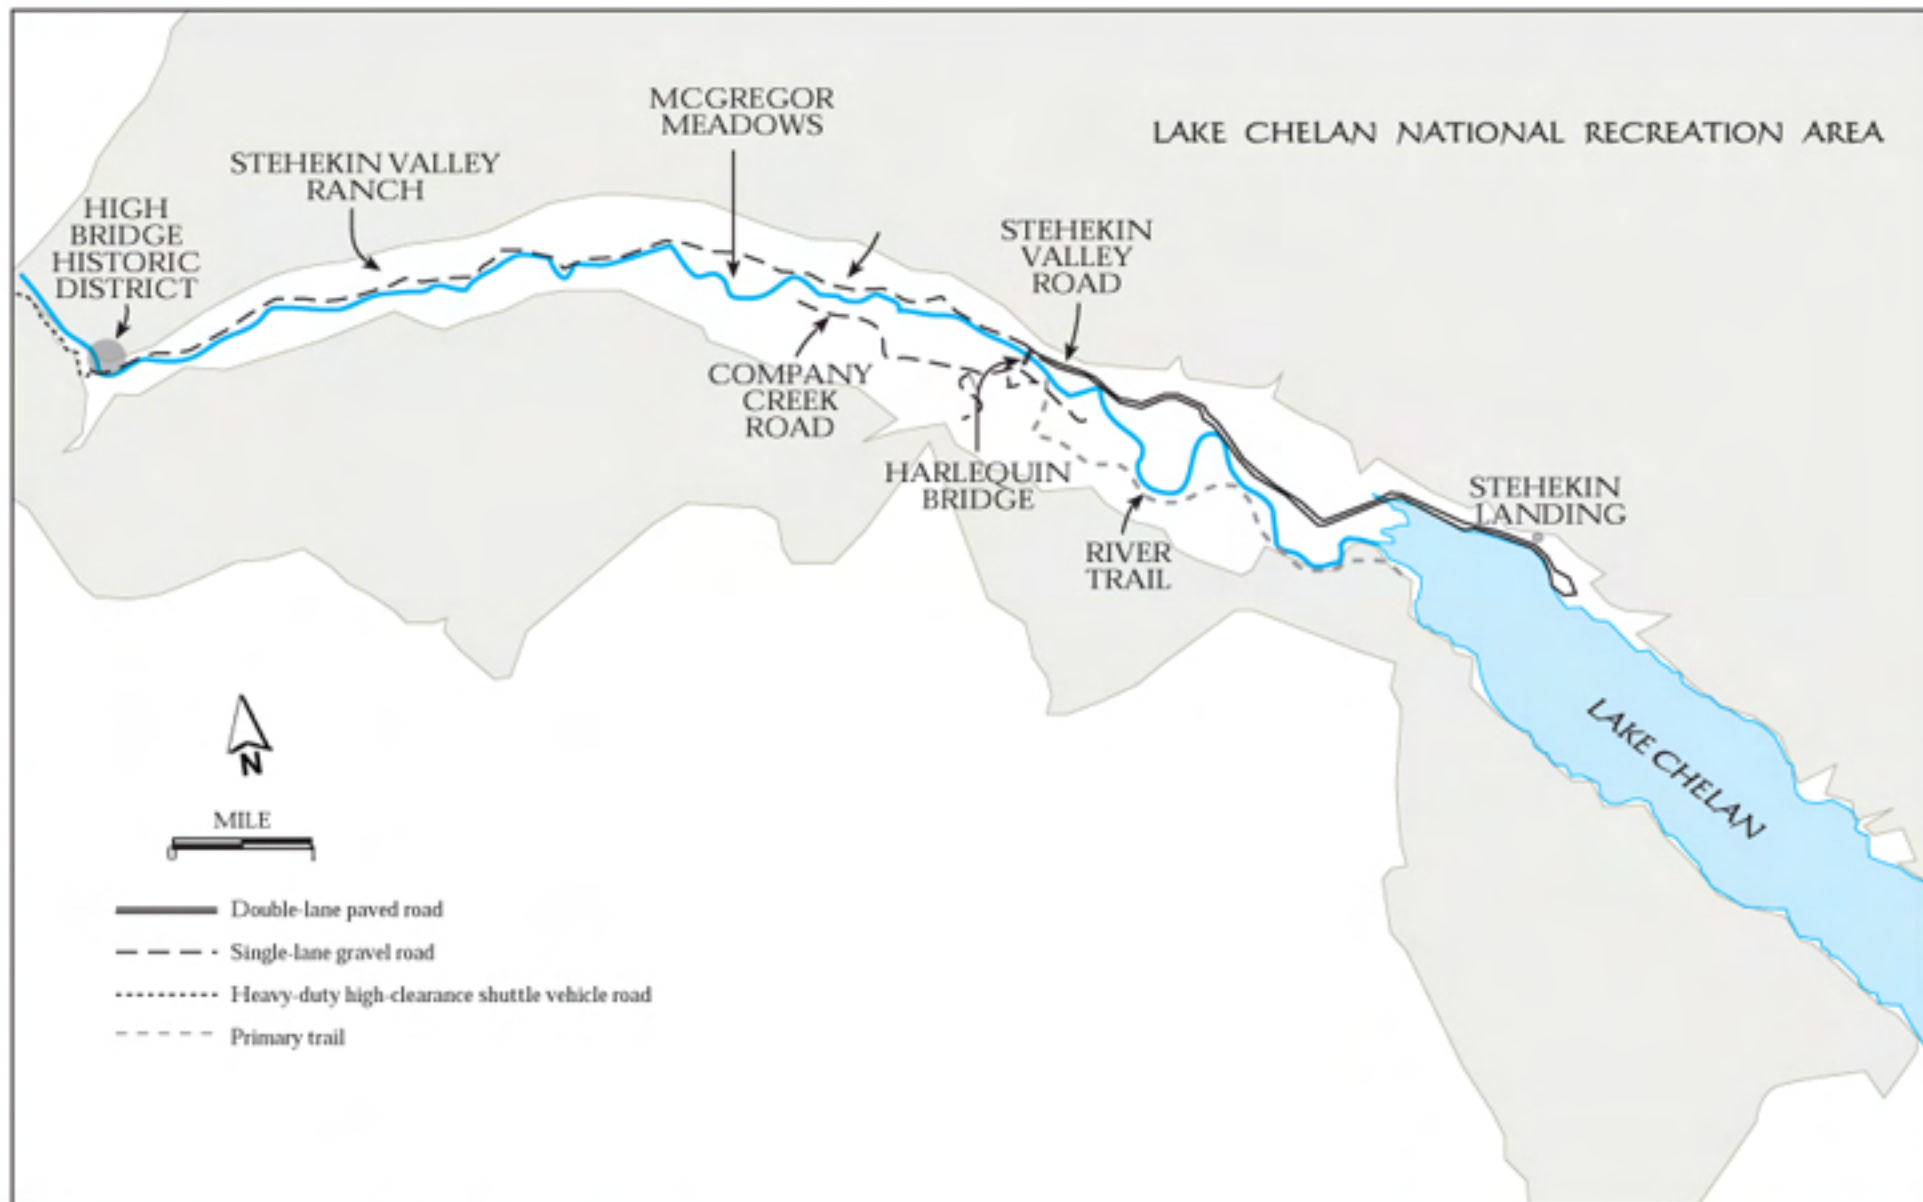 LAKE CHELAN NATIONAL RECREATION AREA
MCGREGOR
MEADOWS
STEHEKIN VALLEY
RANCH
HIGH
BRIDGE
HISTORIC
DISTRICT
STEHEKIN
VALLEY
ROAD
COMPANY
CREEK
ROAD
HARLEQUIN
BRIDGE
RIVER
TRAIL
STEHEKIN
LANDING
LAKE CHELAN
N
MILE
0 1
Double-lane paved road
Single-lane gravel road
Heavy-duty high-clearance shuttle vehicle road
Primary trail